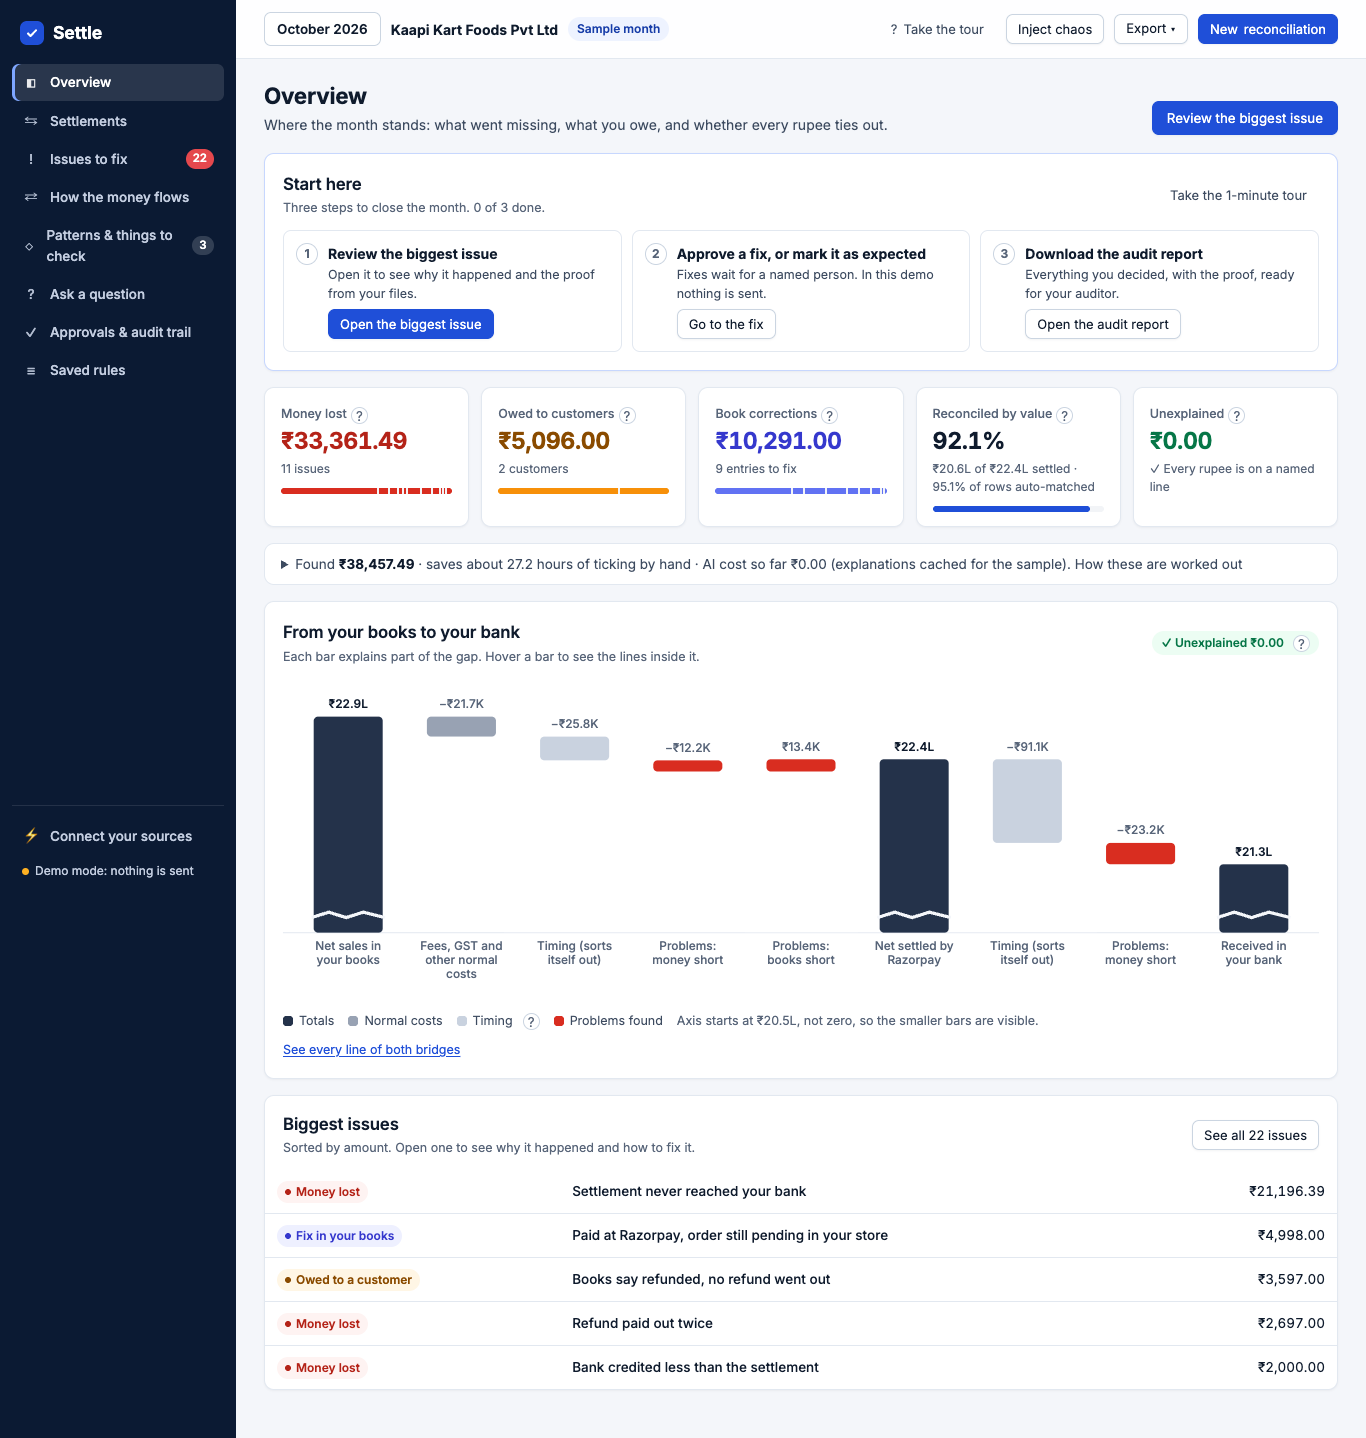 Settle
Overview
Settlements
Issues to fix 22
How the money flows
Patterns & things to check 3
Ask a question
Approvals & audit trail
Saved rules
Connect your sources
Demo mode: nothing is sent
October 2026 Kaapi Kart Foods Pvt Ltd Sample month ? Take the tour Inject chaos Export New reconciliation
Overview
Where the month stands: what went missing, what you owe, and whether every rupee ties out.
Review the biggest issue
Start here
Three steps to close the month. 0 of 3 done.
Take the 1-minute tour
1 Review the biggest issue
Open it to see why it happened and the proof
from your files.
Open the biggest issue
2 Approve a fix, or mark it as expected
Fixes wait for a named person. In this demo
nothing is sent.
Go to the fix
3 Download the audit report
Everything you decided, with the proof, ready
for your auditor.
Open the audit report
Money lost ?
₹33,361.49
11 issues
Owed to customers ?
₹5,096.00
2 customers
Book corrections ?
₹10,291.00
9 entries to fix
Reconciled by value ?
92.1%
₹20.6L of ₹22.4L settled ·
95.1% of rows auto-matched
Unexplained ?
₹0.00
✓ Every rupee is on a named
line
Found ₹38,457.49 · saves about 27.2 hours of ticking by hand · AI cost so far ₹0.00 (explanations cached for the sample). How these are worked out
From your books to your bank
Each bar explains part of the gap. Hover a bar to see the lines inside it.
✓ Unexplained ₹0.00 ?
₹22.9L
−₹21.7K
−₹25.8K
−₹12.2K
₹13.4K
₹22.4L
−₹91.1K
−₹23.2K
₹21.3L
Net sales in
your books
Fees, GST and
other normal
costs
Timing (sorts
itself out)
Problems:
money short
Problems:
books short
Net settled by
Razorpay
Timing (sorts
itself out)
Problems:
money short
Received in
your bank
Totals Normal costs Timing ? Problems found Axis starts at ₹20.5L, not zero, so the smaller bars are visible.
See every line of both bridges
Biggest issues
Sorted by amount. Open one to see why it happened and how to fix it.
See all 22 issues
Money lost Settlement never reached your bank ₹21,196.39
Fix in your books Paid at Razorpay, order still pending in your store ₹4,998.00
Owed to a customer Books say refunded, no refund went out ₹3,597.00
Money lost Refund paid out twice ₹2,697.00
Money lost Bank credited less than the settlement ₹2,000.00